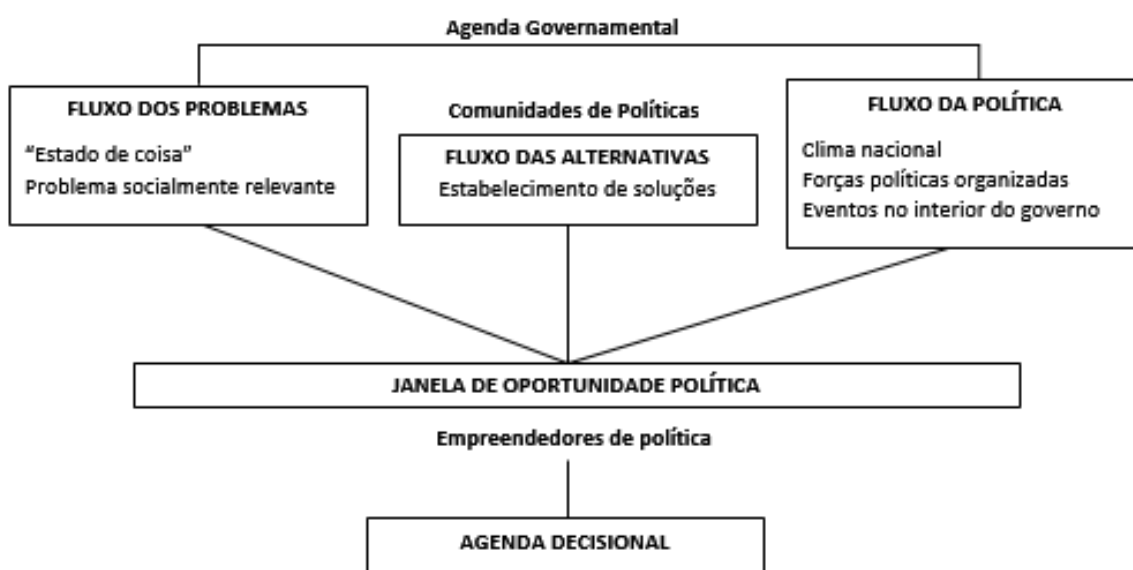 Agenda Governamental
FLUXO DOS PROBLEMAS
“Estado de coisa”
Problema socialmente relevante
Comunidades de Políticas
FLUXO DAS ALTERNATIVAS
Estabelecimento de soluções
FLUXO DA POLÍTICA
Clima nacional
Forças políticas organizadas
Eventos no interior do governo
JANELA DE OPORTUNIDADE POLÍTICA
Empreendedores de política
AGENDA DECISIONAL